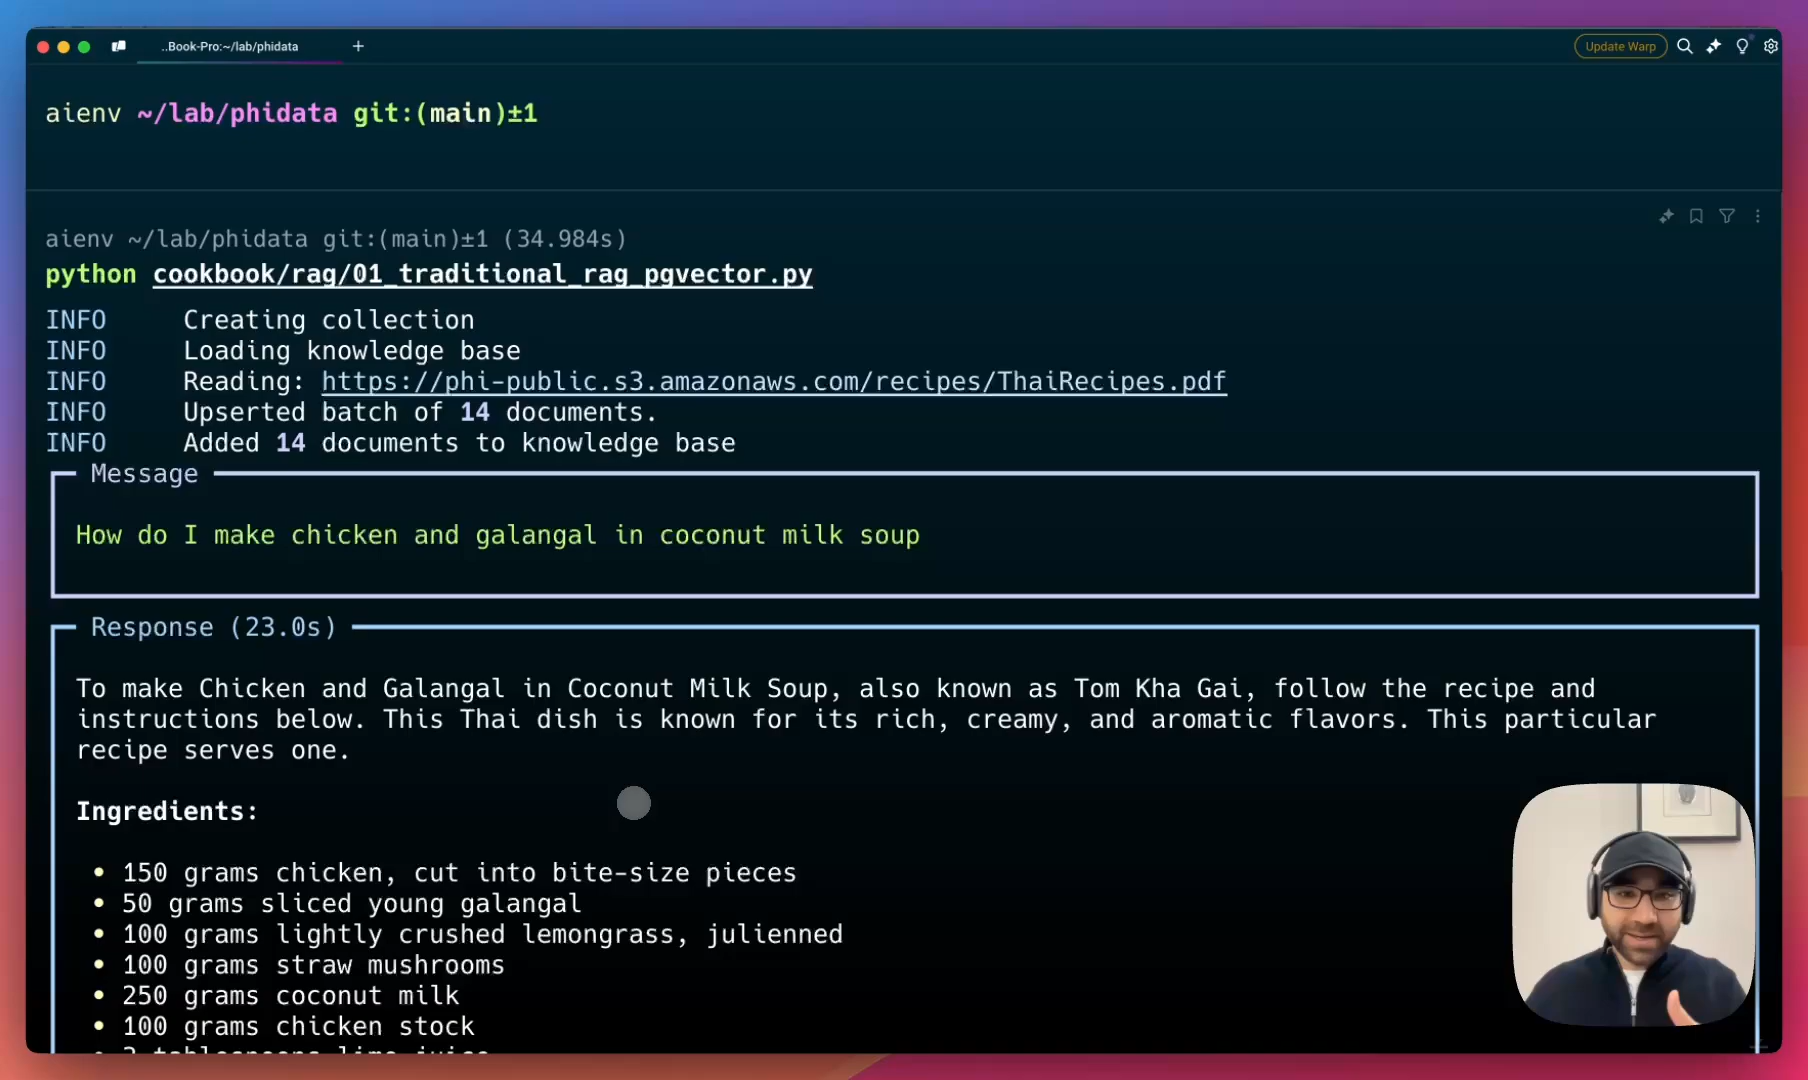 ..Book-Pro:~/lab/phidata
Update Warp
aienv ~/lab/phidata git:(main)±1
aienv ~/lab/phidata git:(main)±1 (34.984s)
python cookbook/rag/01_traditional_rag_pgvector.py
INFO Creating collection
INFO Loading knowledge base
INFO Reading: https://phi-public.s3.amazonaws.com/recipes/ThaiRecipes.pdf
INFO Upserted batch of 14 documents.
INFO Added 14 documents to knowledge base
Message
How do I make chicken and galangal in coconut milk soup
Response (23.0s)
To make Chicken and Galangal in Coconut Milk Soup, also known as Tom Kha Gai, follow the recipe and
instructions below. This Thai dish is known for its rich, creamy, and aromatic flavors. This particular
recipe serves one.
Ingredients:
• 150 grams chicken, cut into bite-size pieces
• 50 grams sliced young galangal
• 100 grams lightly crushed lemongrass, julienned
• 100 grams straw mushrooms
• 250 grams coconut milk
• 100 grams chicken stock
tablespoons lime juice